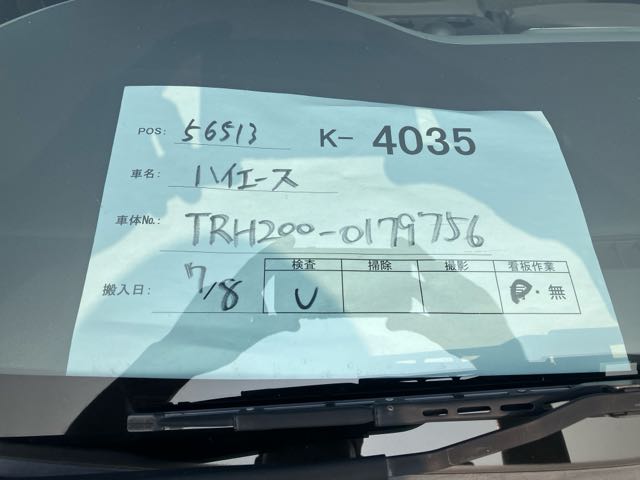 POS: 56513 K- 4035
車名: ハイエース
車体No.: TRH200-0179756
搬入日: 7/8
検査 掃除 撮影 看板作業
レ ・無